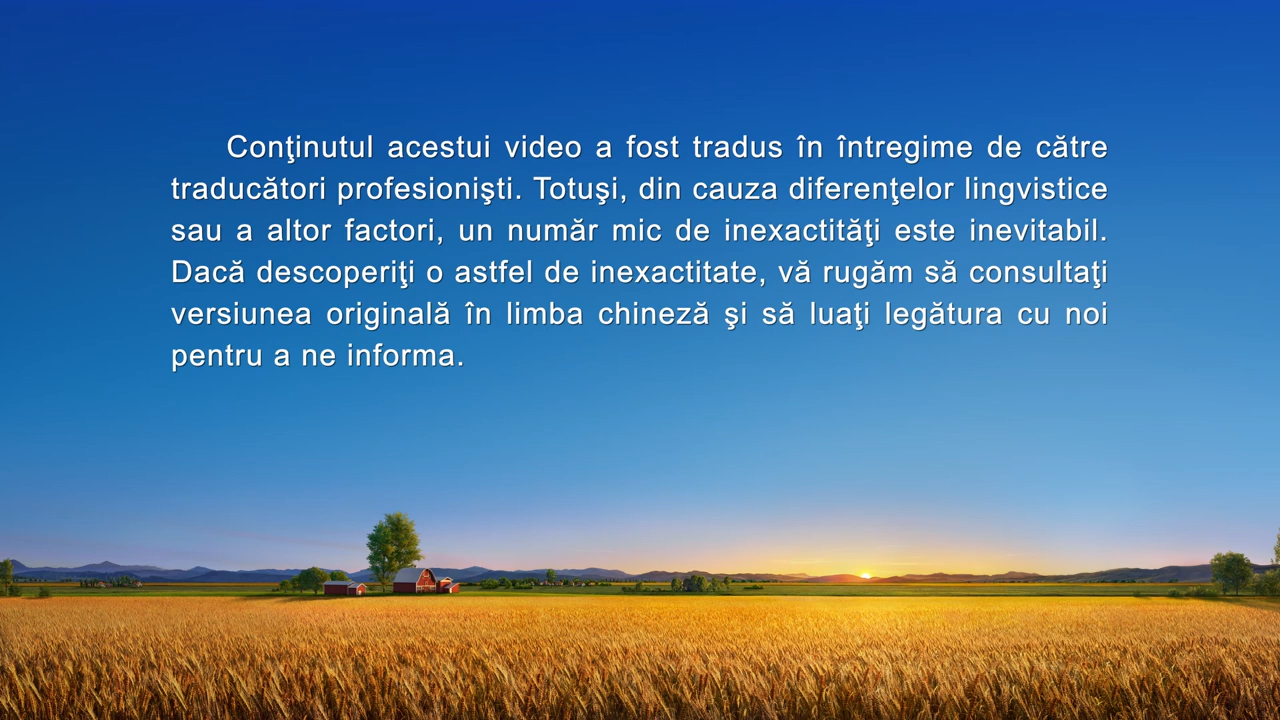 Conţinutul acestui video a fost tradus în întregime de către
traducători profesionişti. Totuşi, din cauza diferenţelor lingvistice
sau a altor factori, un număr mic de inexactităţi este inevitabil.
Dacă descoperiţi o astfel de inexactitate, vă rugăm să consultaţi
versiunea originală în limba chineză şi să luaţi legătura cu noi
pentru a ne informa.